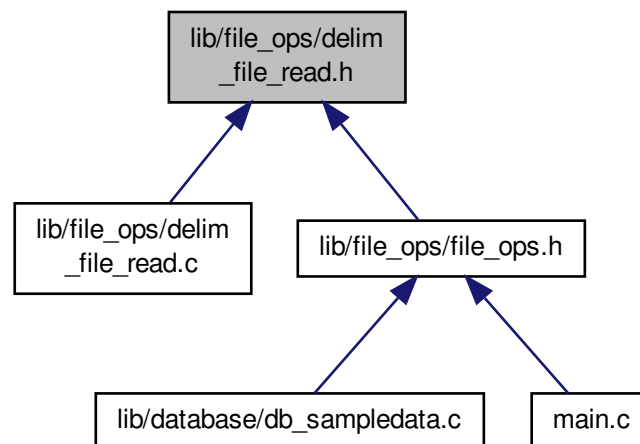 lib/file_ops/delim
_file_read.h
lib/file_ops/delim
_file_read.c
lib/file_ops/file_ops.h
lib/database/db_sampledata.c
main.c